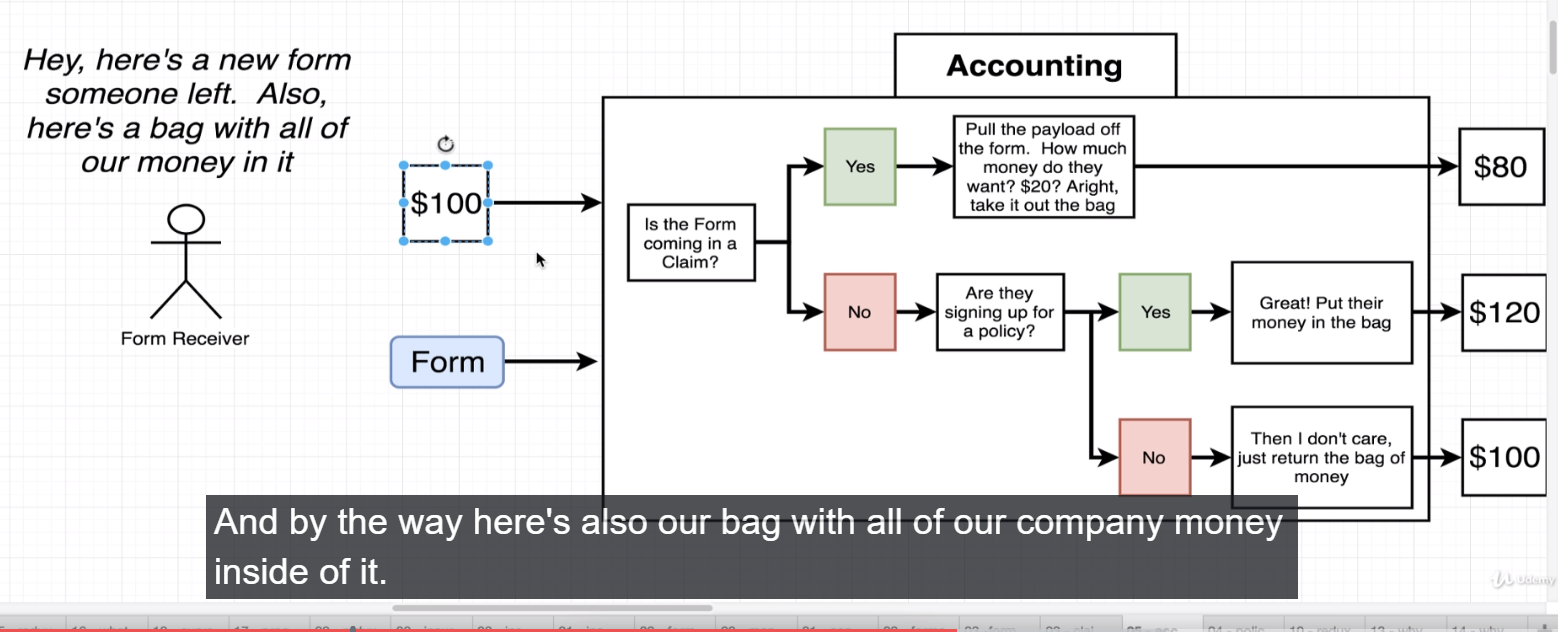 Hey, here's a new form
someone left. Also,
here's a bag with all of
our money in it
Form Receiver
$100
Form
Accounting
Is the Form
coming in a
Claim?
Yes
Pull the payload off
the form. How much
money do they
want? $20? Aright,
take it out the bag
$80
No
Are they
signing up for
a policy?
Yes
Great! Put their
money in the bag
$120
No
Then I don't care,
just return the bag of
money
$100
And by the way here's also our bag with all of our company money
inside of it.
Udemy